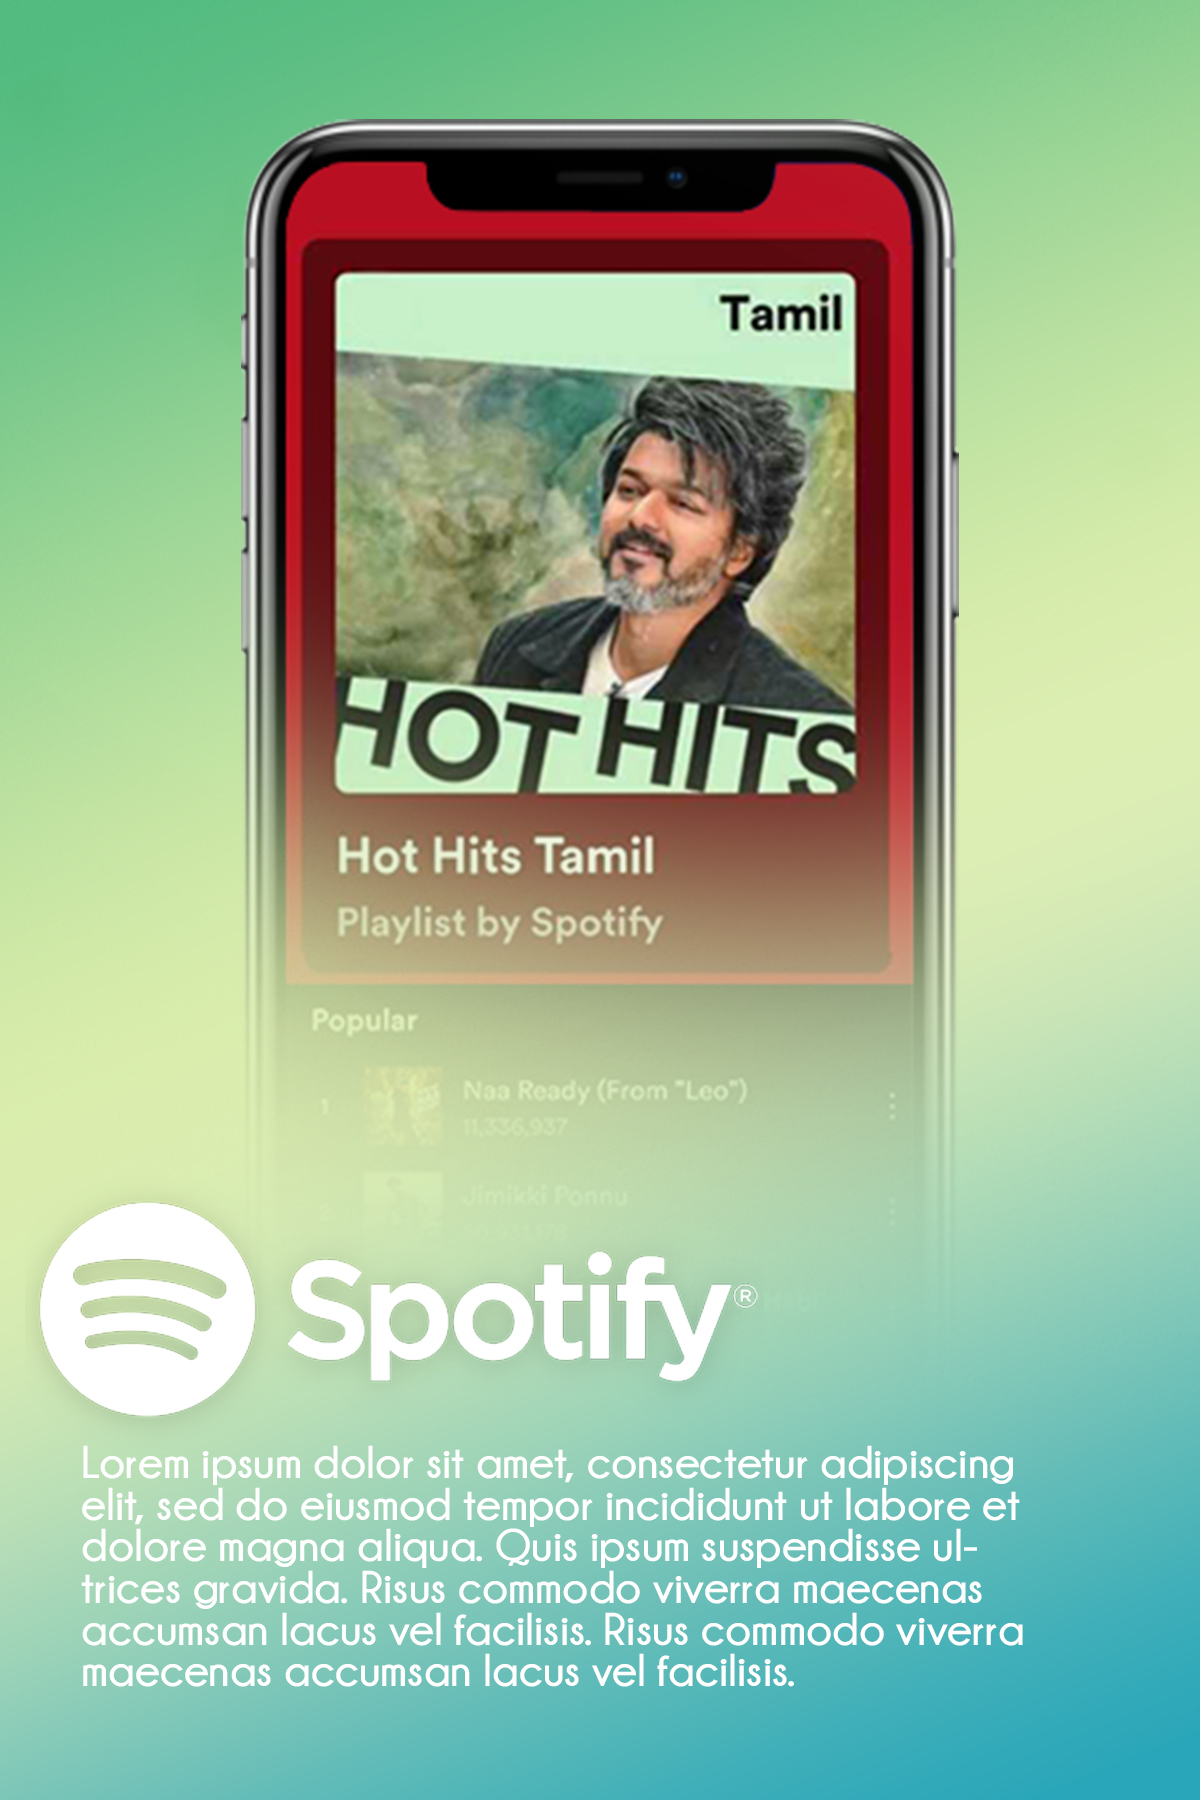 Tamil
HOT HITS
Hot Hits Tamil
Playlist by Spotify
Popular
1
Naa Ready (From "Leo")
11,336,937
2
Jimikki Ponnu
Spotify®
Lorem ipsum dolor sit amet, consectetur adipiscing
elit, sed do eiusmod tempor incididunt ut labore et
dolore magna aliqua. Quis ipsum suspendisse ul-
trices gravida. Risus commodo viverra maecenas
accumsan lacus vel facilisis. Risus commodo viverra
maecenas accumsan lacus vel facilisis.